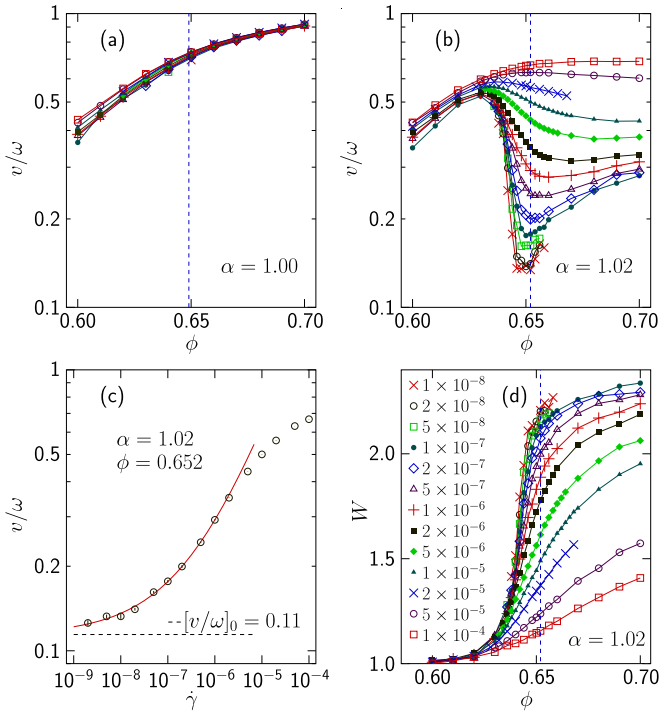 (a)
1
0.5
0.2
0.1
v/ω
α = 1.00
0.60
0.65
0.70
ϕ
(b)
1
0.5
0.2
0.1
v/ω
α = 1.02
0.60
0.65
0.70
ϕ
(c)
1
0.5
0.2
0.1
v/ω
α = 1.02
ϕ = 0.652
--[v/ω]₀ = 0.11
10⁻⁹ 10⁻⁸ 10⁻⁷ 10⁻⁶ 10⁻⁵ 10⁻⁴
γ̇
(d)
2.0
1.5
1.0
W
1 × 10⁻⁸
2 × 10⁻⁸
5 × 10⁻⁸
1 × 10⁻⁷
2 × 10⁻⁷
5 × 10⁻⁷
1 × 10⁻⁶
2 × 10⁻⁶
5 × 10⁻⁶
1 × 10⁻⁵
2 × 10⁻⁵
5 × 10⁻⁵
1 × 10⁻⁴
α = 1.02
0.60
0.65
0.70
ϕ